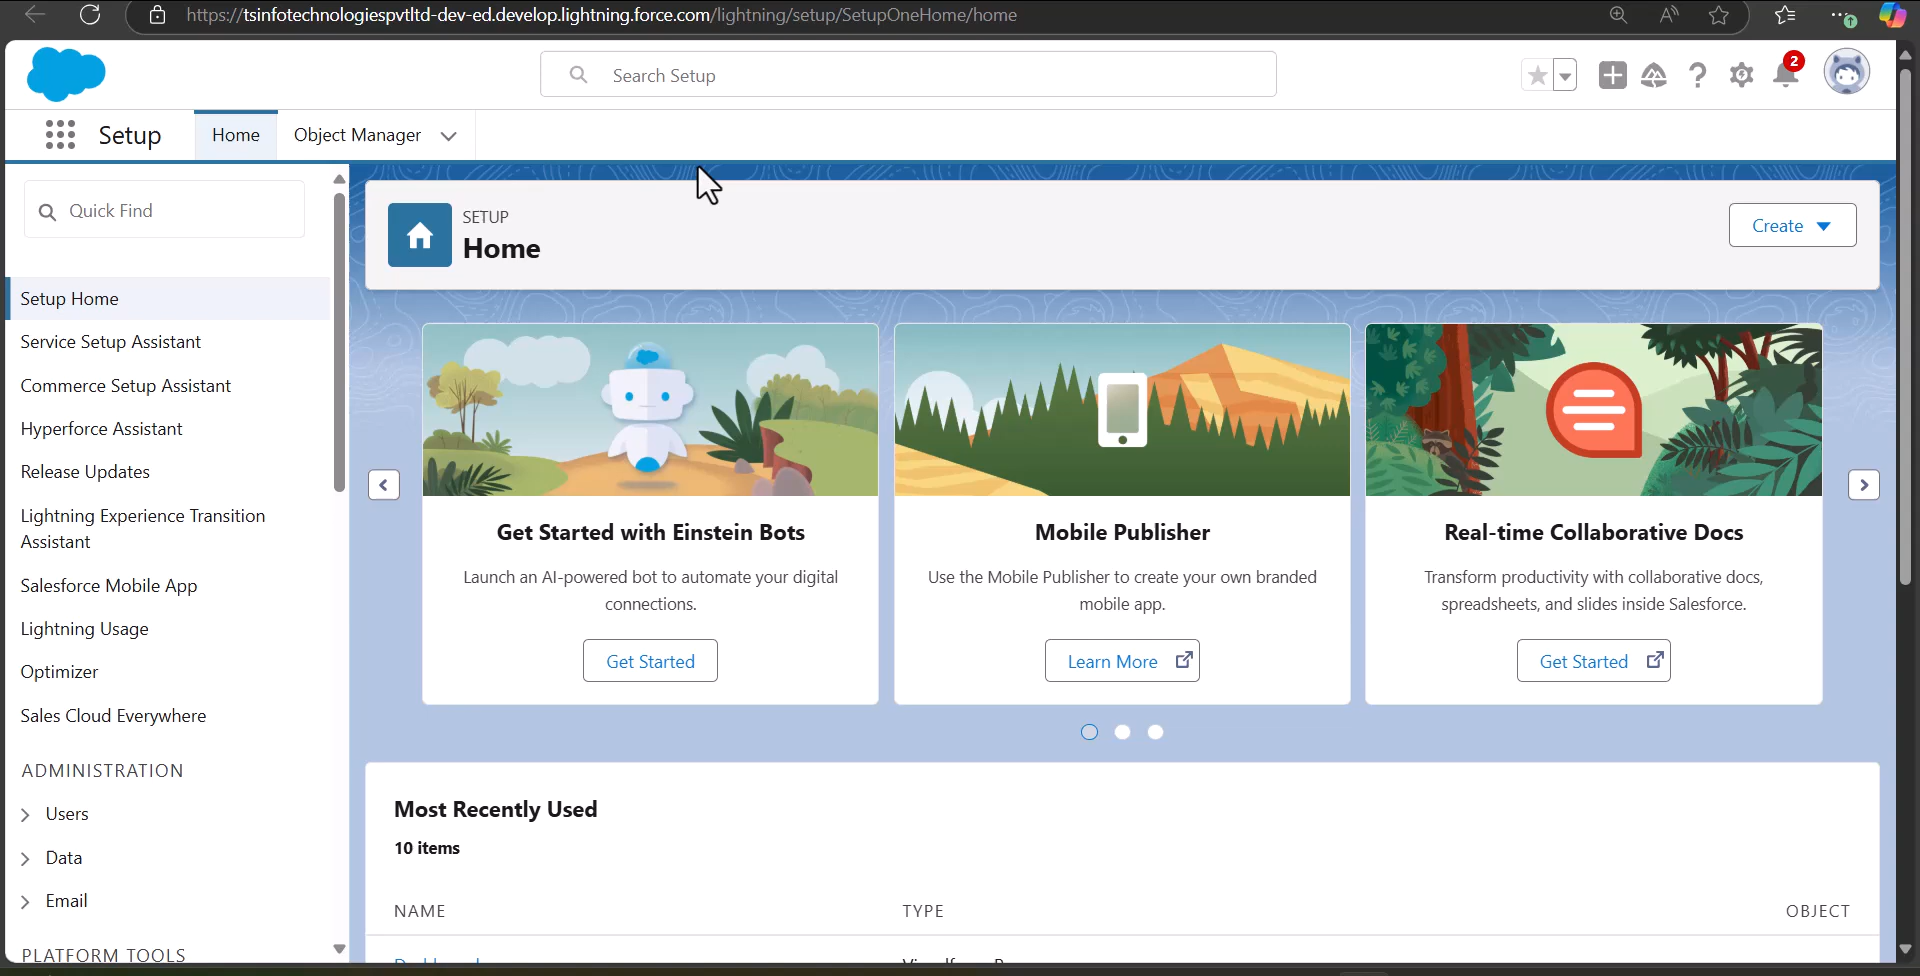 https://tsinfotechnologiespvtltd-dev-ed.develop.lightning.force.com/lightning/setup/SetupOneHome/home
Search Setup
2
Setup
Home
Object Manager
Quick Find
SETUP
Home
Create
Setup Home
Service Setup Assistant
Commerce Setup Assistant
Hyperforce Assistant
Release Updates
Lightning Experience Transition
Assistant
Salesforce Mobile App
Lightning Usage
Optimizer
Sales Cloud Everywhere
ADMINISTRATION
Users
Data
Email
PLATFORM TOOLS
Get Started with Einstein Bots
Launch an AI-powered bot to automate your digital
connections.
Get Started
Mobile Publisher
Use the Mobile Publisher to create your own branded
mobile app.
Learn More
Real-time Collaborative Docs
Transform productivity with collaborative docs,
spreadsheets, and slides inside Salesforce.
Get Started
Most Recently Used
10 items
NAME
TYPE
OBJECT